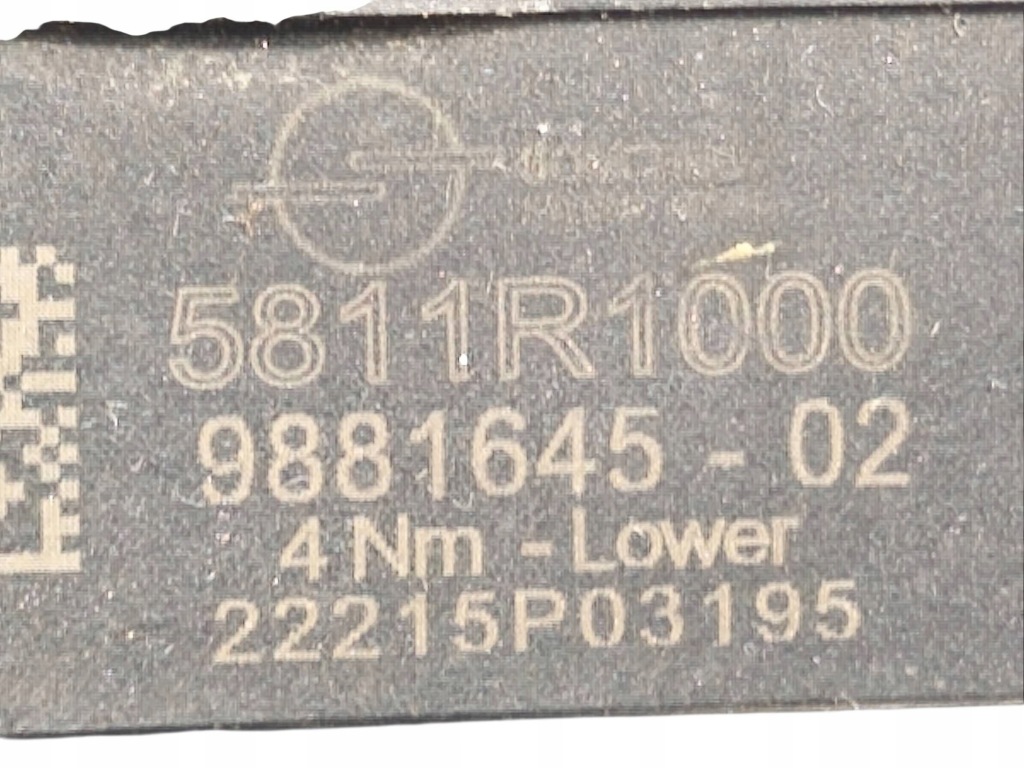 5811R1000
9881645 - 02
4 Nm - Lower
22215P03195